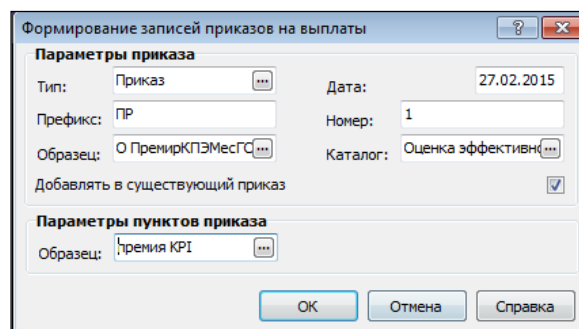 Формирование записей приказов на выплаты
Параметры приказа
Тип: Приказ ... Дата: 27.02.2015
Префикс: ПР Номер: 1
Образец: О ПремирКПЭМесГС ... Каталог: Оценка эффективно ...
Добавлять в существующий приказ
Параметры пунктов приказа
Образец: премия KPI ...
ОК Отмена Справка